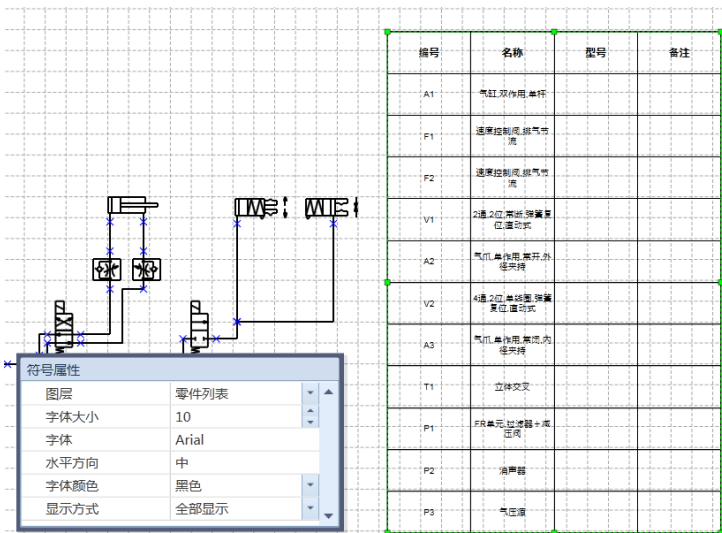 编号 名称 型号 备注
A1 气缸,双作用,单杆
F1 速度控制阀,排气节
流
F2 速度控制阀,排气节
流
V1 2通,2位,常断,弹簧复
位,直动式
A2 气爪,单作用,常开,外
径夹持
V2 4通,2位,单线圈,弹簧
复位,直动式
A3 气爪,单作用,常闭,内
径夹持
T1 立体交叉
P1 FR单元,过滤器+减
压阀
P2 消声器
P3 气压源
符号属性
图层 零件列表
字体大小 10
字体 Arial
水平方向 中
字体颜色 黑色
显示方式 全部显示